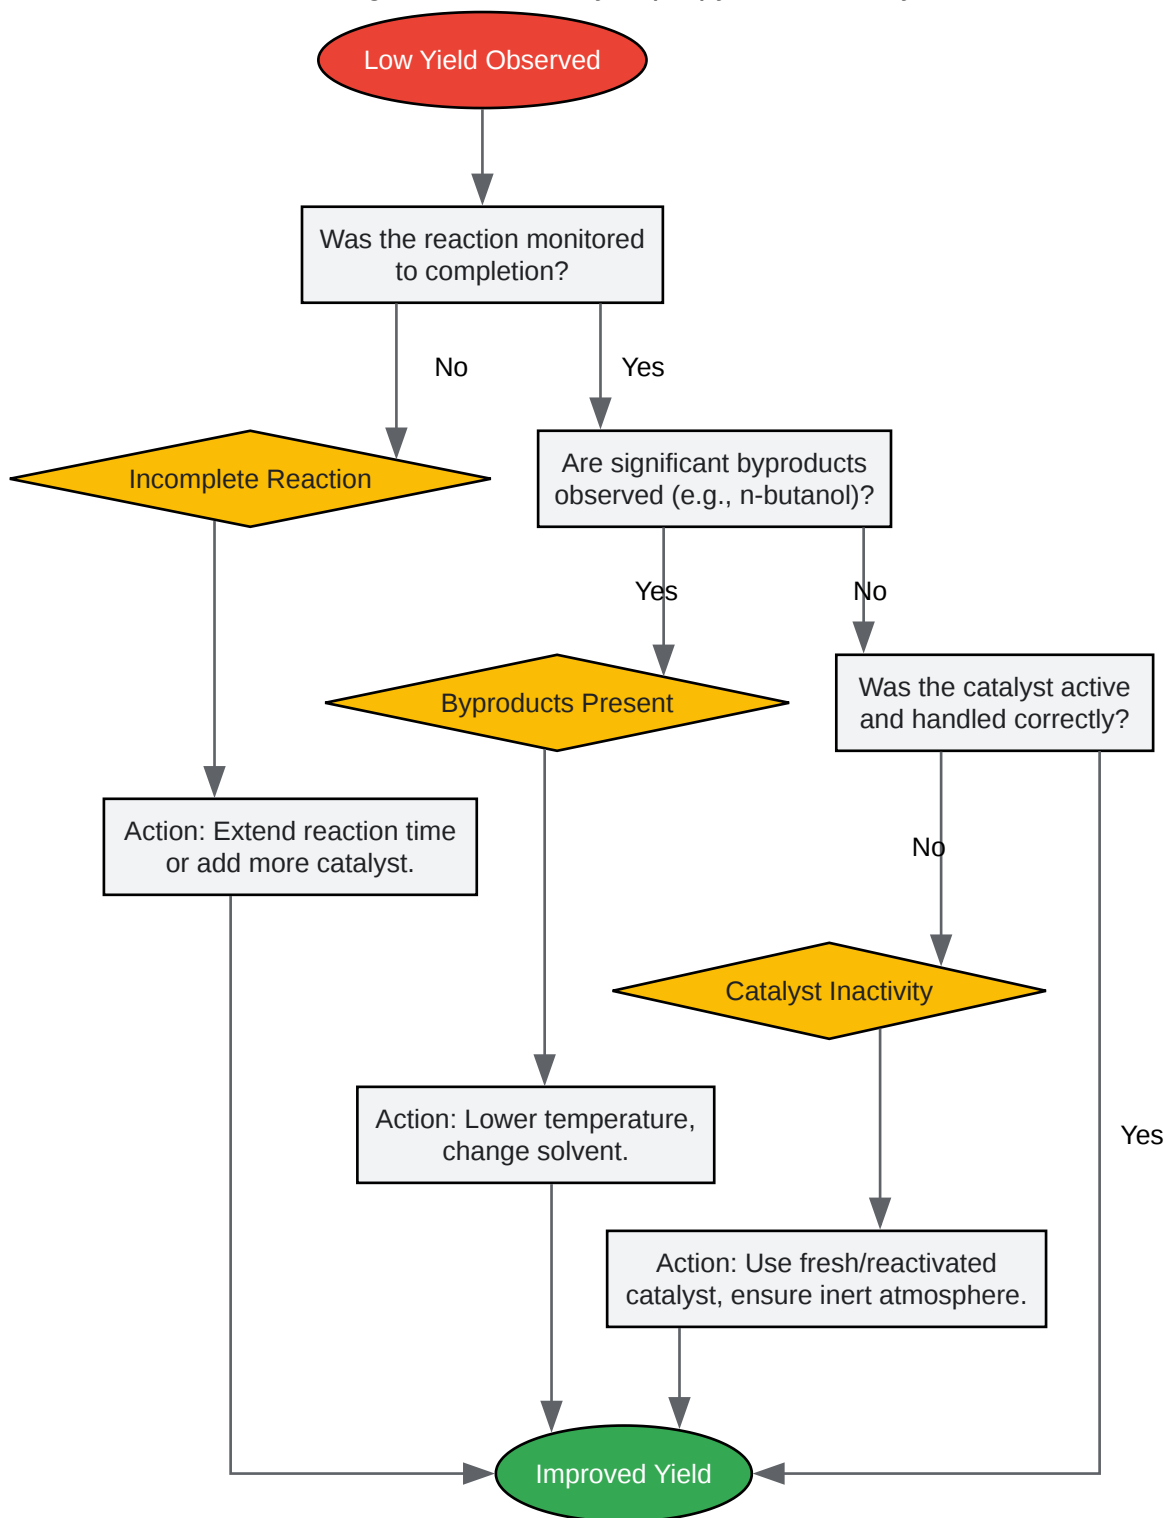 Low Yield Observed
Was the reaction monitored
to completion?
No
Yes
Incomplete Reaction
Are significant byproducts
observed (e.g., n-butanol)?
Yes
No
Byproducts Present
Was the catalyst active
and handled correctly?
Action: Extend reaction time
or add more catalyst.
No
Catalyst Inactivity
Action: Lower temperature,
change solvent.
Yes
Action: Use fresh/reactivated
catalyst, ensure inert atmosphere.
Improved Yield